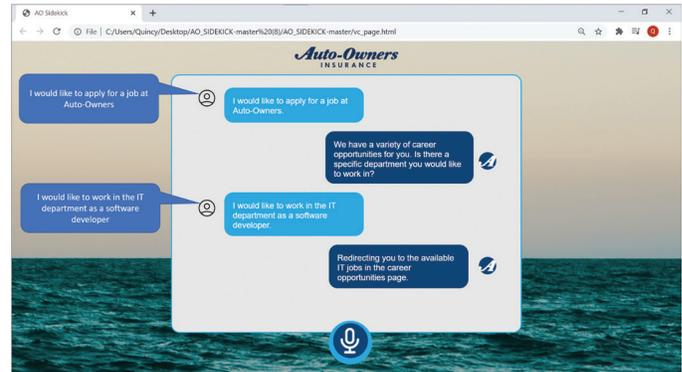 AO Sidekick
File | C:/Users/Quincy/Desktop/AO_SIDEKICK-master%20(8)/AO_SIDEKICK-master/vc_page.html
Q
Auto-Owners
INSURANCE
I would like to apply for a job at
Auto-Owners
I would like to apply for a job at
Auto-Owners.
We have a variety of career
opportunities for you. Is there a
specific department you would like
to work in?
I would like to work in the IT
department as a software
developer
I would like to work in the IT
department as a software
developer.
Redirecting you to the available
IT jobs in the career
opportunities page.